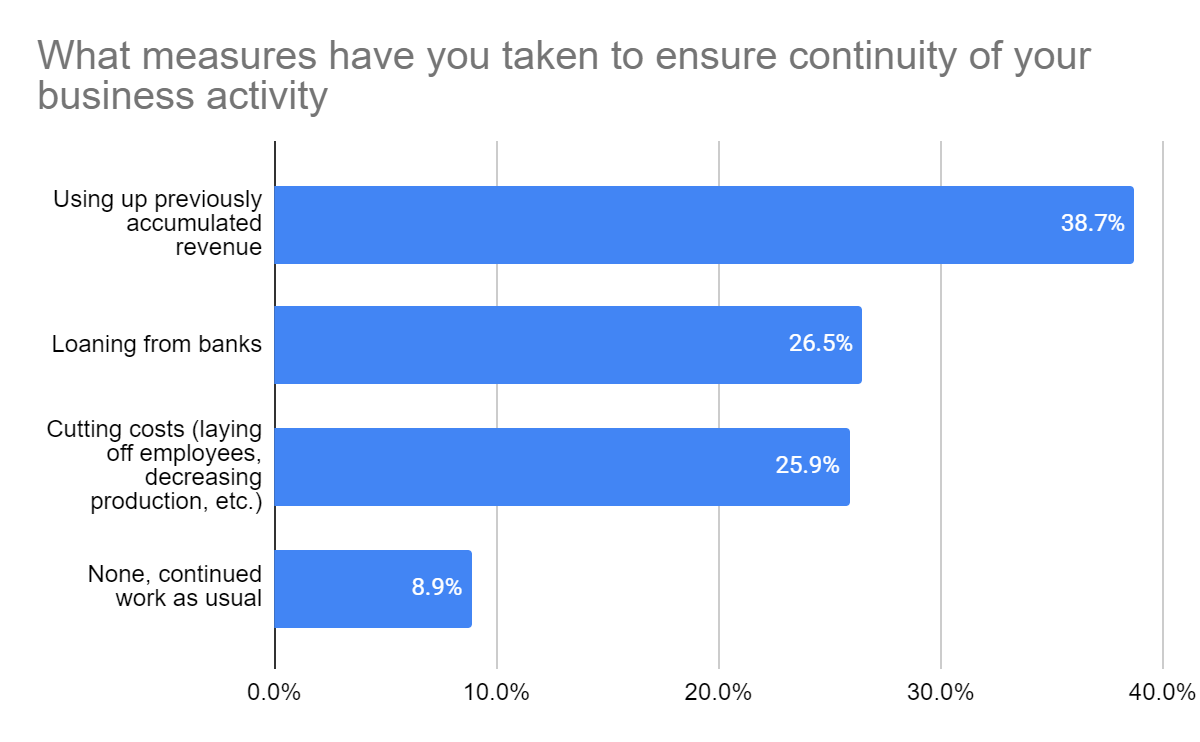 What measures have you taken to ensure continuity of your
business activity
Using up previously
accumulated
revenue
38.7%
Loaning from banks
26.5%
Cutting costs (laying
off employees,
decreasing
production, etc.)
25.9%
None, continued
work as usual
8.9%
0.0%
10.0%
20.0%
30.0%
40.0%